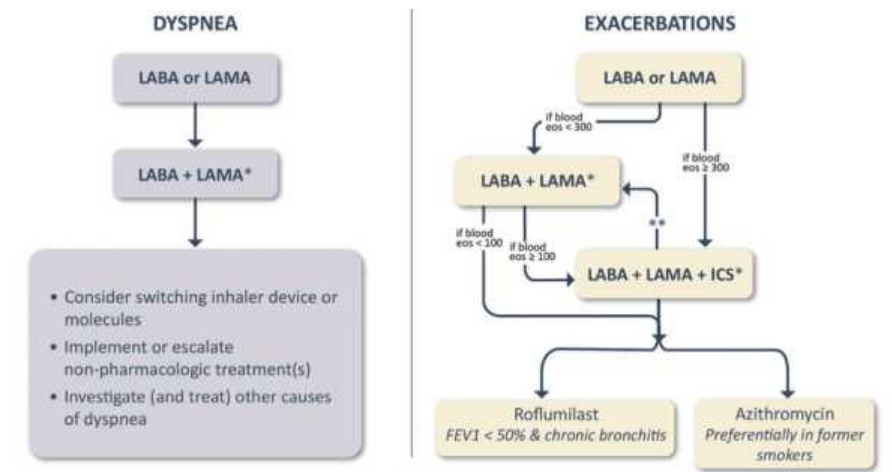 DYSPNEA
LABA or LAMA
LABA + LAMA*
• Consider switching inhaler device or
molecules
• Implement or escalate
non-pharmacologic treatment(s)
• Investigate (and treat) other causes
of dyspnea
EXACERBATIONS
LABA or LAMA
if blood
eos < 300
if blood
eos ≥ 300
LABA + LAMA*
**
if blood
eos < 100
if blood
eos ≥ 100
LABA + LAMA + ICS*
Roflumilast
FEV1 < 50% & chronic bronchitis
Azithromycin
Preferentially in former
smokers